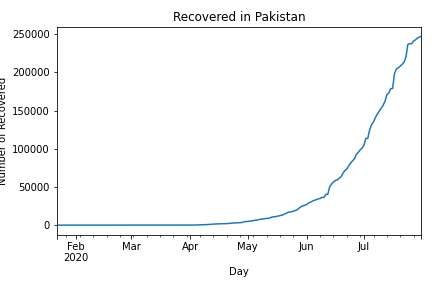 Recovered in Pakistan
250000
200000
150000
100000
50000
0
Number of Recovered
Feb Mar Apr May Jun Jul
2020
Day